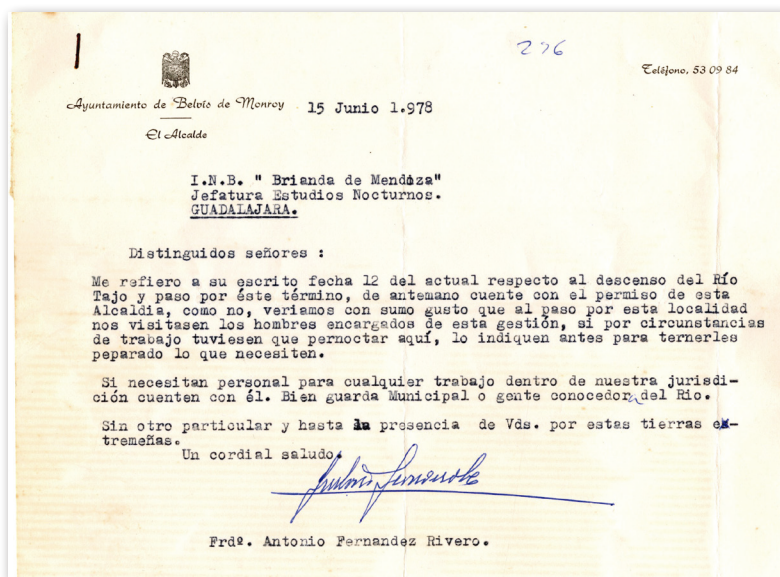 1
236
Teléfono, 53 09 84
Ayuntamiento de Belvís de Monroy
15 Junio 1.978
El Alcalde
I.N.B. " Brianda de Mendoza"
Jefatura Estudios Nocturnos.
GUADALAJARA.
Distinguidos señores :
Me refiero a su escrito fecha 12 del actual respecto al descenso del Río
Tajo y paso por éste término, de antemano cuente con el permiso de esta
Alcaldia, como no, veriamos con sumo gusto que al paso por esta localidad
nos visitasen los hombres encargados de esta gestión, si por circunstancias
de trabajo tuviesen que pernoctar aquí, lo indiquen antes para ternerles
peparado lo que necesiten.
Si necesitan personal para cualquier trabajo dentro de nuestra jurisdi-
ción cuenten con él. Bien guarda Municipal o gente conocedora del Rio.
Sin otro particular y hasta la presencia de Vds. por estas tierras ex-
tremeñas.
Un cordial saludo.
Frdº. Antonio Fernandez Rivero.